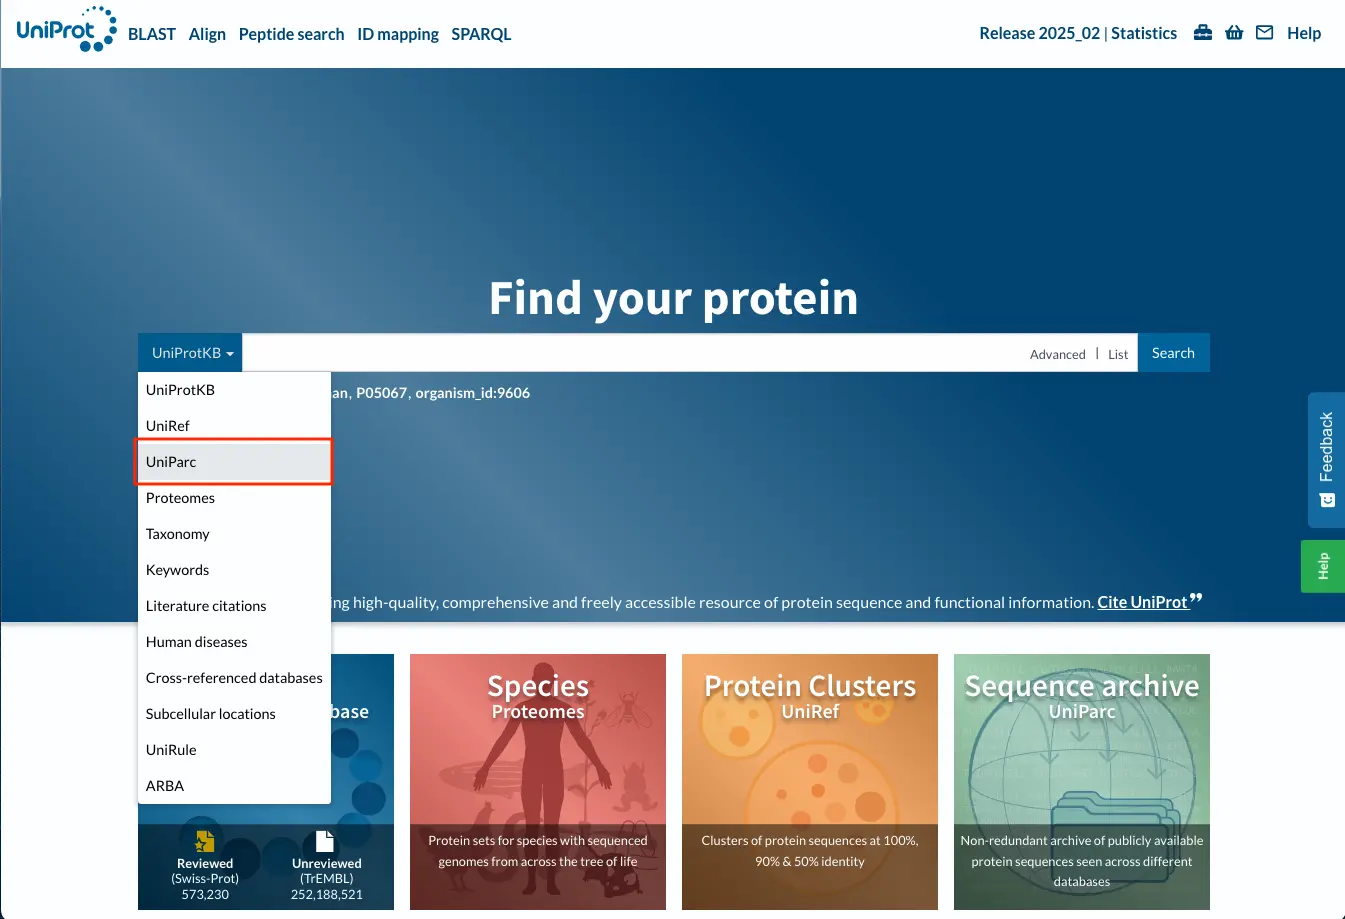 UniProt BLAST Align Peptide search ID mapping SPARQL Release 2025_02 | Statistics Help
Find your protein
UniProtKB Advanced | List Search
UniProtKB
an, P05067, organism_id:9606
UniRef
UniParc
Proteomes
Taxonomy
Keywords
Literature citations
ing high-quality, comprehensive and freely accessible resource of protein sequence and functional information. Cite UniProt”
Human diseases
Cross-referenced databases
Subcellular locations
UniRule
ARBA
Feedback
Help
base
Reviewed
(Swiss-Prot)
573,230
Unreviewed
(TrEMBL)
252,188,521
Species
Proteomes
Protein sets for species with sequenced
genomes from across the tree of life
Protein Clusters
UniRef
Clusters of protein sequences at 100%,
90% & 50% identity
Sequence archive
UniParc
Non-redundant archive of publicly available
protein sequences seen across different
databases